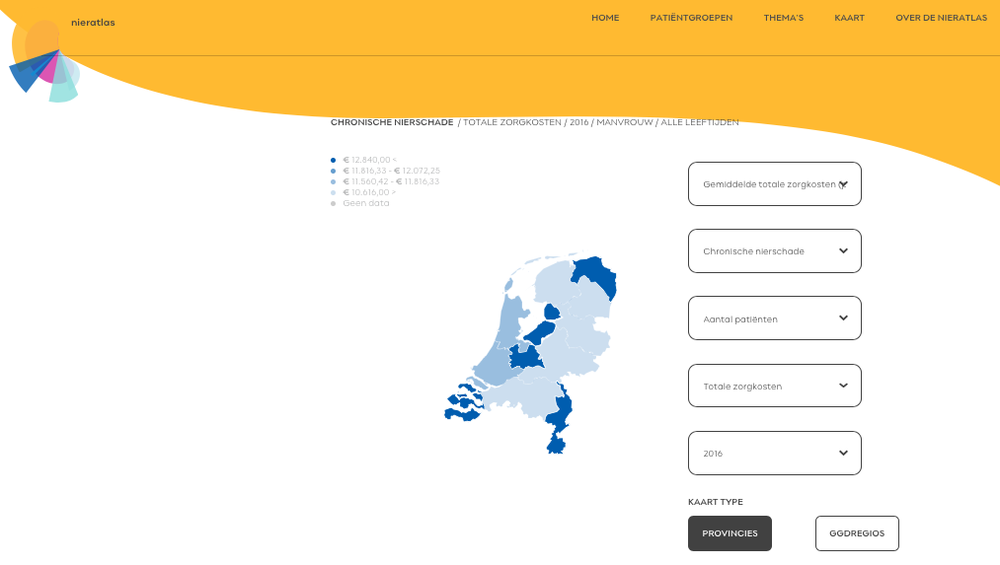 nieratlas
HOME PATIËNTGROEPEN THEMA'S KAART OVER DE NIERATLAS
CHRONISCHE NIERSCHADE / TOTALE ZORGKOSTEN / 2016 / MANVROUW / ALLE LEEFTIJDEN
€ 12.840,00 <
€ 11.816,33 - € 12.072,25
€ 11.560,42 - € 11.816,33
€ 10.616,00 >
Geen data
Gemiddelde totale zorgkosten (
Chronische nierschade
Aantal patiënten
Totale zorgkosten
2016
KAART TYPE
PROVINCIES GGDREGIOS